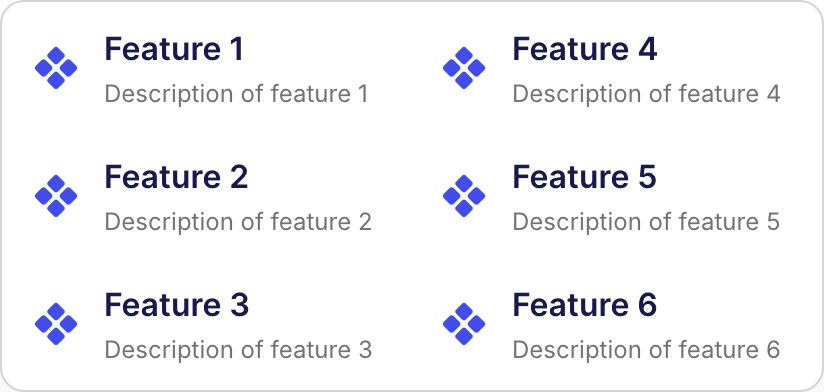 Feature 1
Description of feature 1
Feature 2
Description of feature 2
Feature 3
Description of feature 3
Feature 4
Description of feature 4
Feature 5
Description of feature 5
Feature 6
Description of feature 6